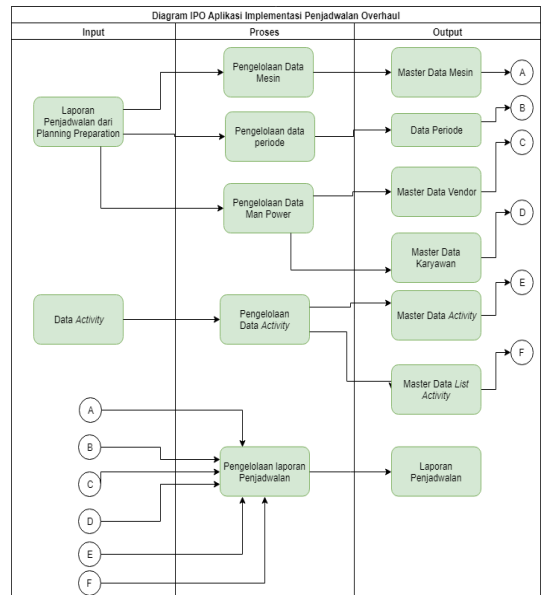 Diagram IPO Aplikasi Implementasi Penjadwalan Overhaul
Input
Proses
Output
Laporan
Penjadwalan dari
Planning Preparation
Pengelolaan Data
Mesin
Master Data Mesin
A
Pengelolaan data
periode
Data Periode
B
C
Pengelolaan Data
Man Power
Master Data Vendor
D
Master Data
Karyawan
E
Data Activity
Pengelolaan
Data Activity
Master Data Activity
F
Master Data List
Activity
A
B
C
D
E
F
Pengelolaan laporan
Penjadwalan
Laporan
Penjadwalan